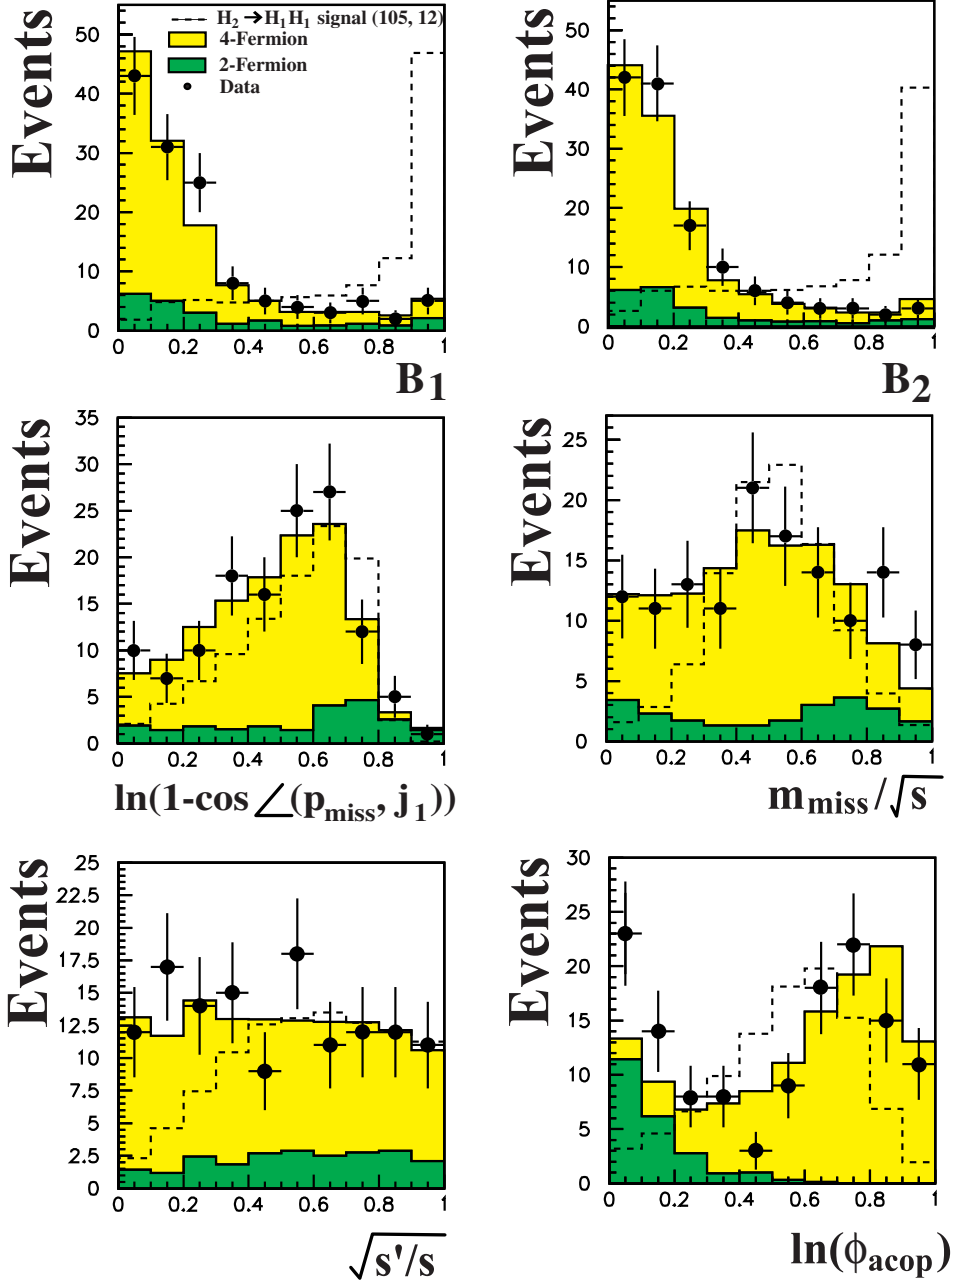 Events
50
40
30
20
10
0
H₂ →H₁H₁ signal (105, 12)
4-Fermion
2-Fermion
Data
0 0.2 0.4 0.6 0.8 1
B₁
Events
50
40
30
20
10
0
0 0.2 0.4 0.6 0.8 1
B₂
Events
35
30
25
20
15
10
5
0
0 0.2 0.4 0.6 0.8 1
ln(1-cos∠(p_miss, j₁))
Events
25
20
15
10
5
0
0 0.2 0.4 0.6 0.8 1
m_miss/√s
Events
25
22.5
20
17.5
15
12.5
10
7.5
5
2.5
0
0 0.2 0.4 0.6 0.8 1
√s'/s
Events
30
25
20
15
10
5
0
0 0.2 0.4 0.6 0.8 1
ln(ϕ_acop)